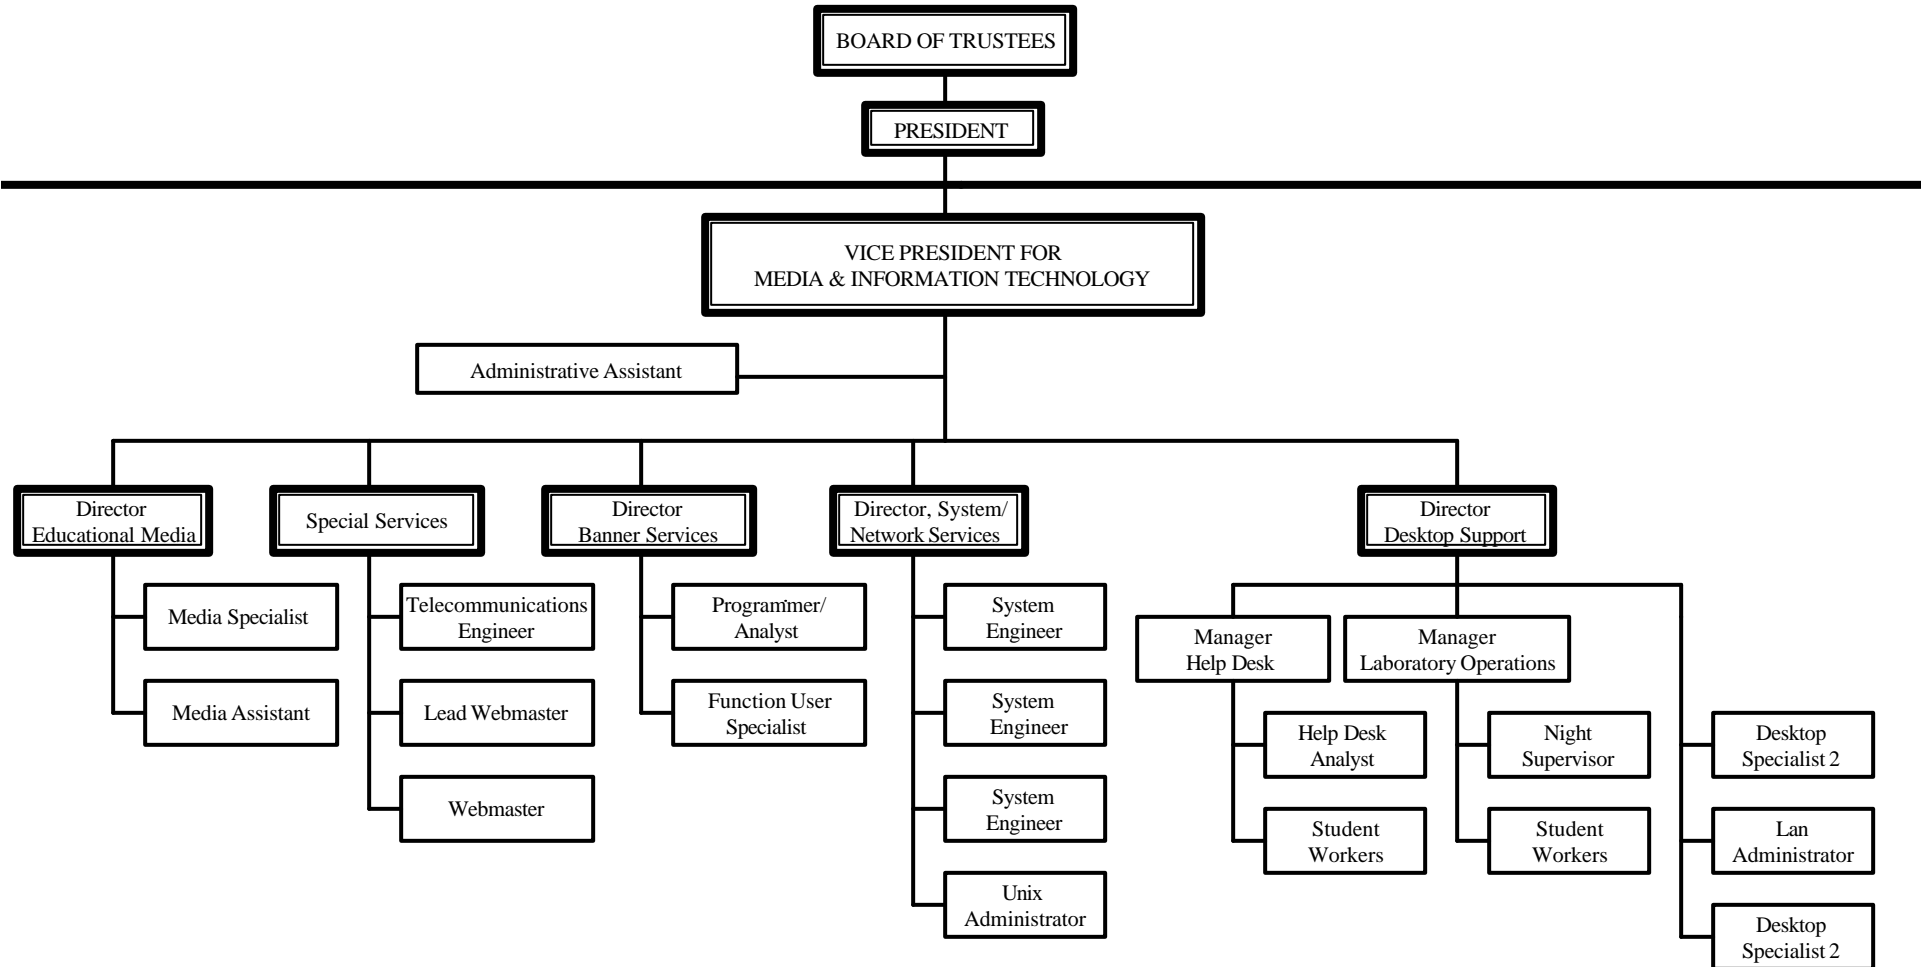 BOARD OF TRUSTEES
PRESIDENT
VICE PRESIDENT FOR
MEDIA & INFORMATION TECHNOLOGY
Administrative Assistant
Director
Educational Media
Special Services
Director
Banner Services
Director, System/
Network Services
Director
Desktop Support
Media Specialist
Media Assistant
Telecommunications
Engineer
Lead Webmaster
Webmaster
Programmer/
Analyst
Function User
Specialist
System
Engineer
System
Engineer
System
Engineer
Unix
Administrator
Manager
Help Desk
Help Desk
Analyst
Student
Workers
Manager
Laboratory Operations
Night
Supervisor
Student
Workers
Desktop
Specialist 2
Lan
Administrator
Desktop
Specialist 2